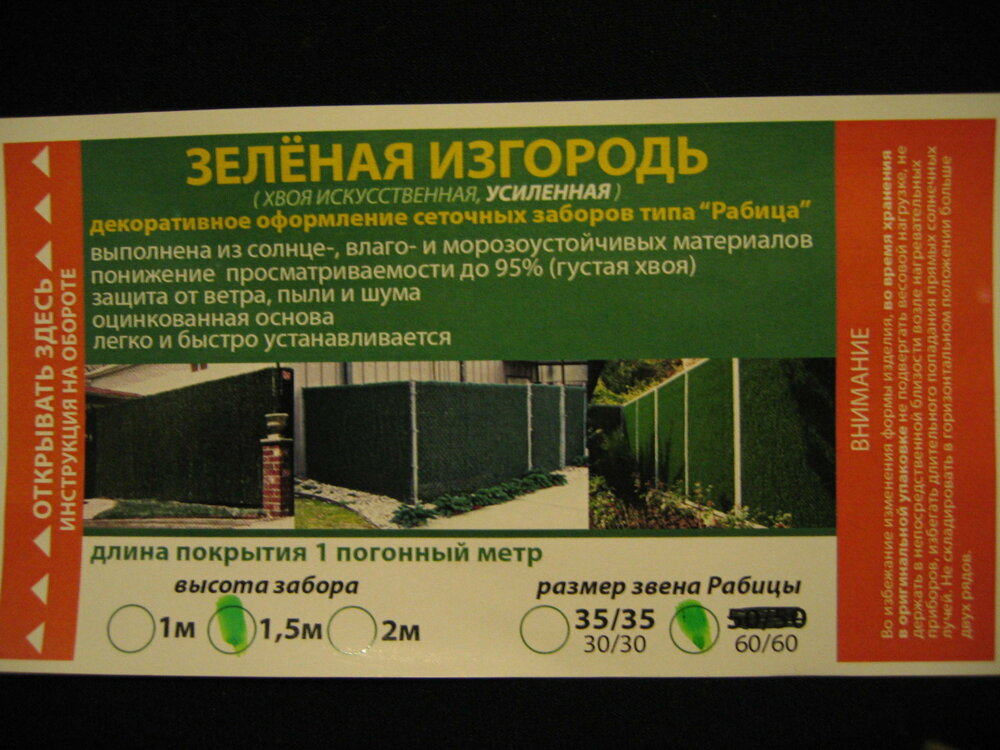 ОТКРЫВАТЬ ЗДЕСЬ
ИНСТРУКЦИЯ НА ОБОРОТЕ
ЗЕЛЁНАЯ ИЗГОРОДЬ
( ХВОЯ ИСКУССТВЕННАЯ, УСИЛЕННАЯ )
декоративное оформление сеточных заборов типа “Рабица”
выполнена из солнце-, влаго- и морозоустойчивых материалов
понижение просматриваемости до 95% (густая хвоя)
защита от ветра, пыли и шума
оцинкованная основа
легко и быстро устанавливается
длина покрытия 1 погонный метр
высота забора
1м 1,5м 2м
размер звена Рабицы
35/35 50/50
30/30 60/60
ВНИМАНИЕ
Во избежание изменения формы изделия, во время хранения
в оригинальной упаковке не подвергать весовой нагрузке, не
держать в непосредственной близости возле нагревательных
приборов, избегать длительного попадания прямых солнечных
лучей. Не складировать в горизонтальном положении больше
двух рядов.